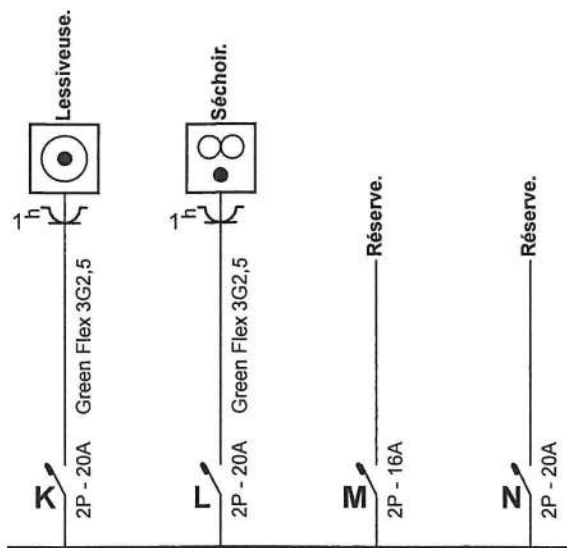 Lessiveuse.
Séchoir.
1h
1h
Réserve.
Réserve.
Green Flex 3G2,5
Green Flex 3G2,5
K
2P - 20A
L
2P - 20A
M
2P - 16A
N
2P - 20A